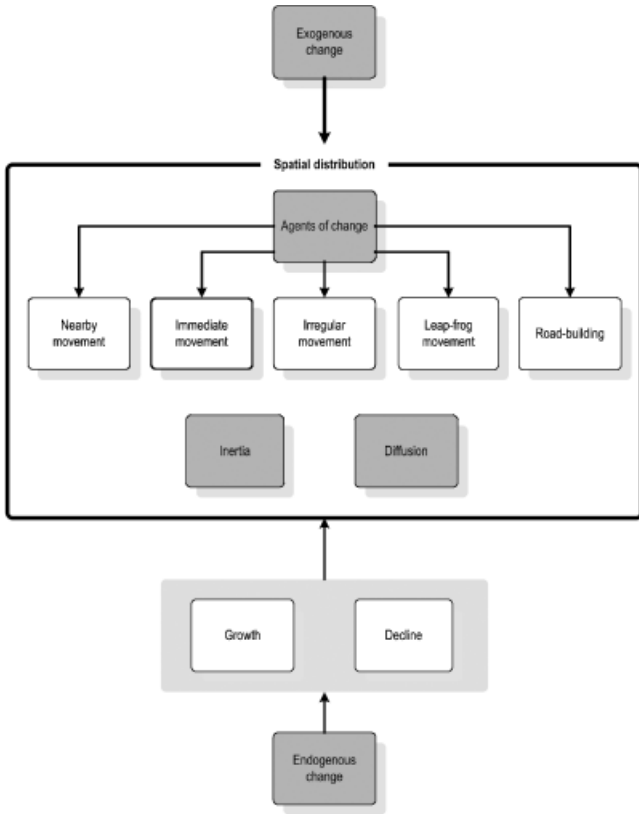 Exogenous
change
Spatial distribution
Agents of change
Nearby
movement
Immediate
movement
Irregular
movement
Leap-frog
movement
Road-building
Inertia
Diffusion
Growth
Decline
Endogenous
change